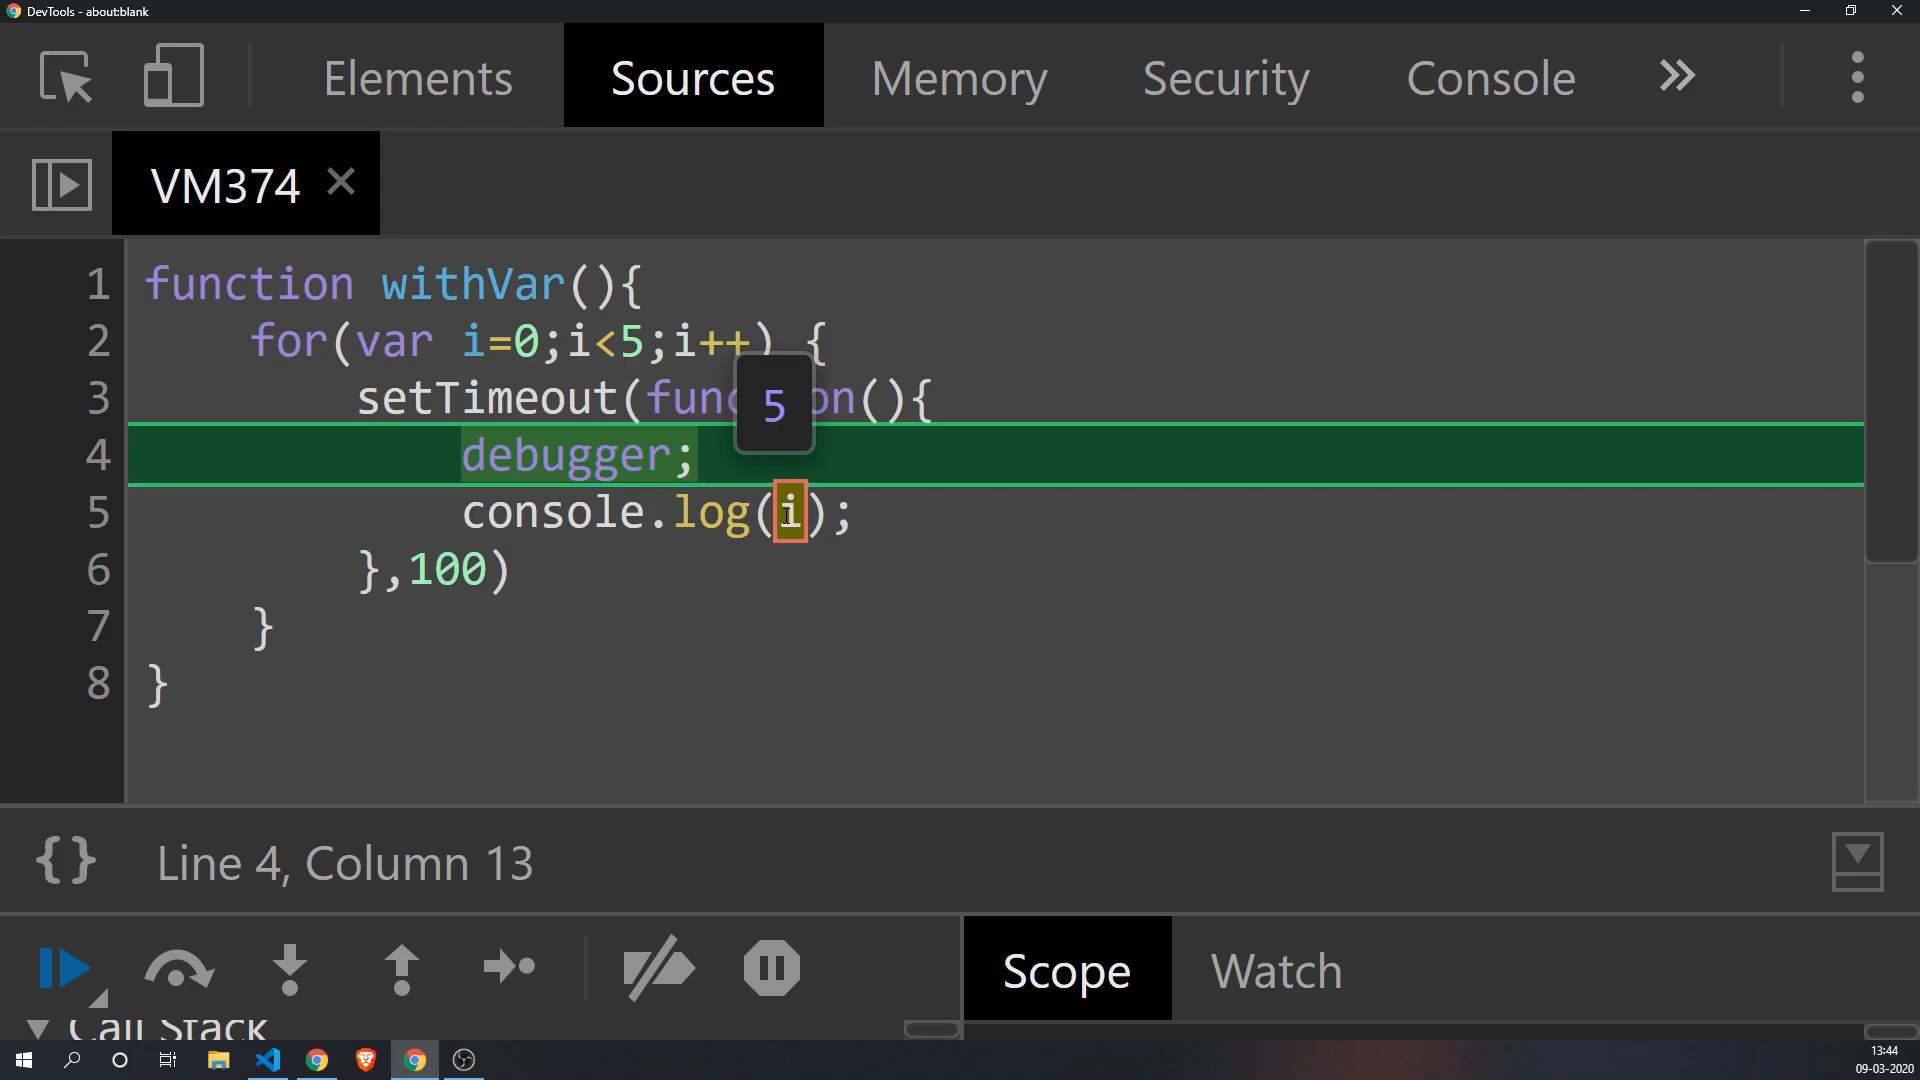 DevTools - about:blank
Elements Sources Memory Security Console
VM374
1 function withVar(){
2 for(var i=0;i<5;i++) {
3 setTimeout(func on(){
5
4 debugger;
5 console.log(i);
6 },100)
7 }
8 }
{} Line 4, Column 13
Scope Watch
Call Stack
13:44
09-03-2020